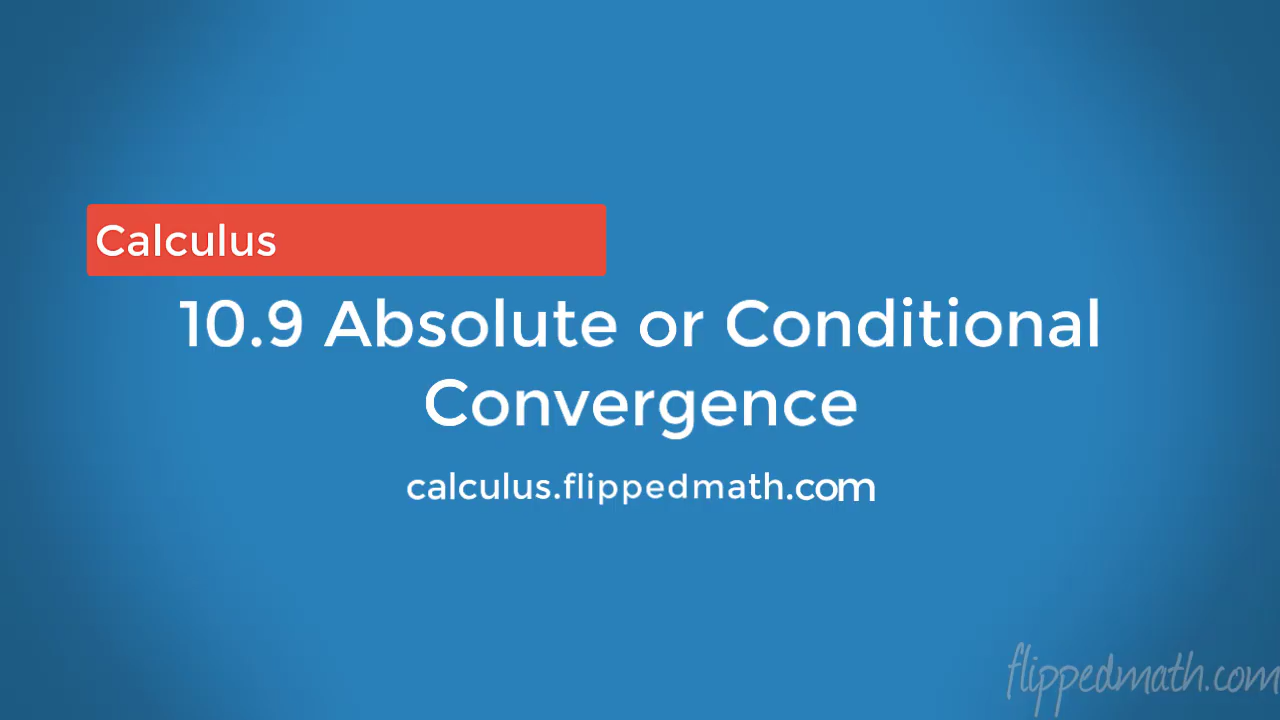 Calculus
10.9 Absolute or Conditional
Convergence
calculus.flippedmath.com
flippedmath.com